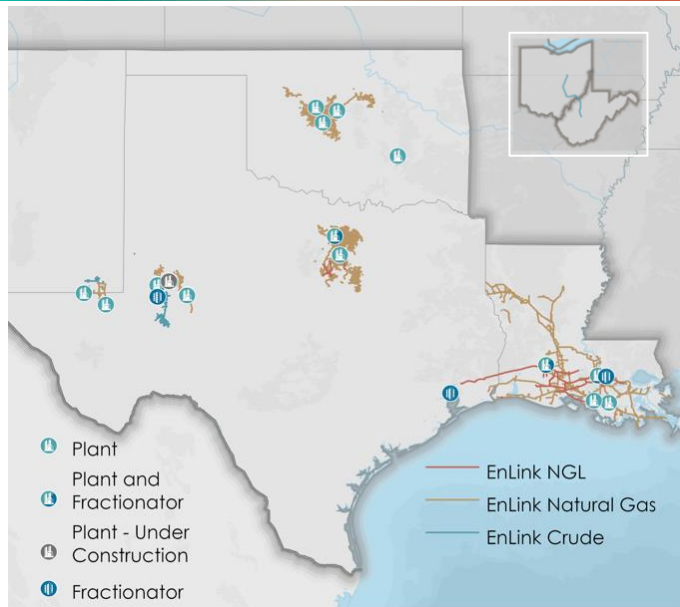 Plant
Plant and
Fractionator
Plant - Under
Construction
Fractionator
EnLink NGL
EnLink Natural Gas
EnLink Crude